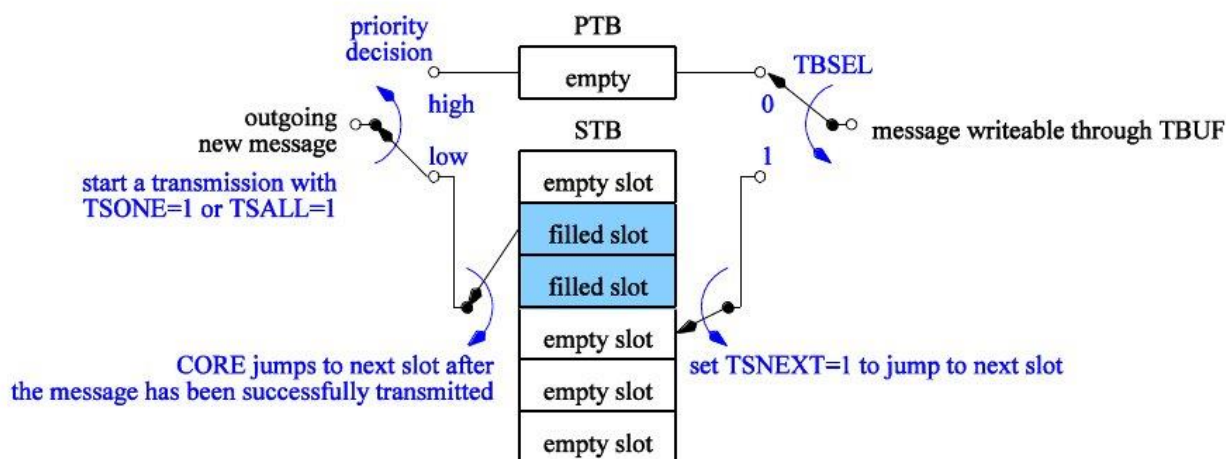 PTB
priority
decision
empty
TBSEL
high
0
outgoing
new message
message writeable through TBUF
STB
low
1
start a transmission with
TSONE=1 or TSALL=1
empty slot
filled slot
filled slot
empty slot
CORE jumps to next slot after
the message has been successfully transmitted
set TSNEXT=1 to jump to next slot
empty slot
empty slot